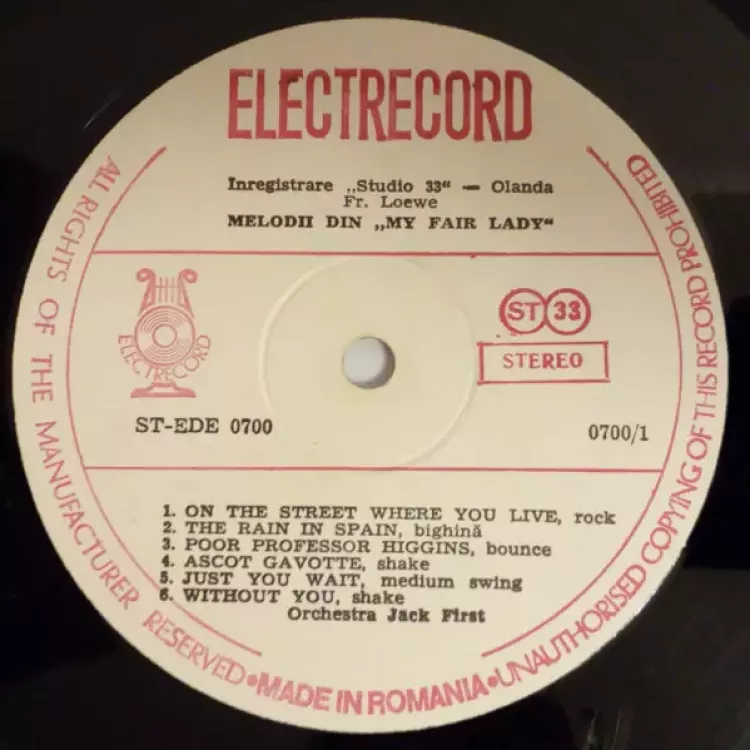 ELECTRECORD
Inregistrare „Studio 33“ — Olanda
Fr. Loewe
MELODII DIN „MY FAIR LADY“
ELECTRECORD
ST 33
STEREO
ST-EDE 0700
0700/1
1. ON THE STREET WHERE YOU LIVE, rock
2. THE RAIN IN SPAIN, bighină
3. POOR PROFESSOR HIGGINS, bounce
4. ASCOT GAVOTTE, shake
5. JUST YOU WAIT, medium swing
6. WITHOUT YOU, shake
Orchestra Jack First
ALL RIGHTS OF THE MANUFACTURER RESERVED•MADE IN ROMANIA•UNAUTHORISED COPYING OF THIS RECORD PROHIBITED